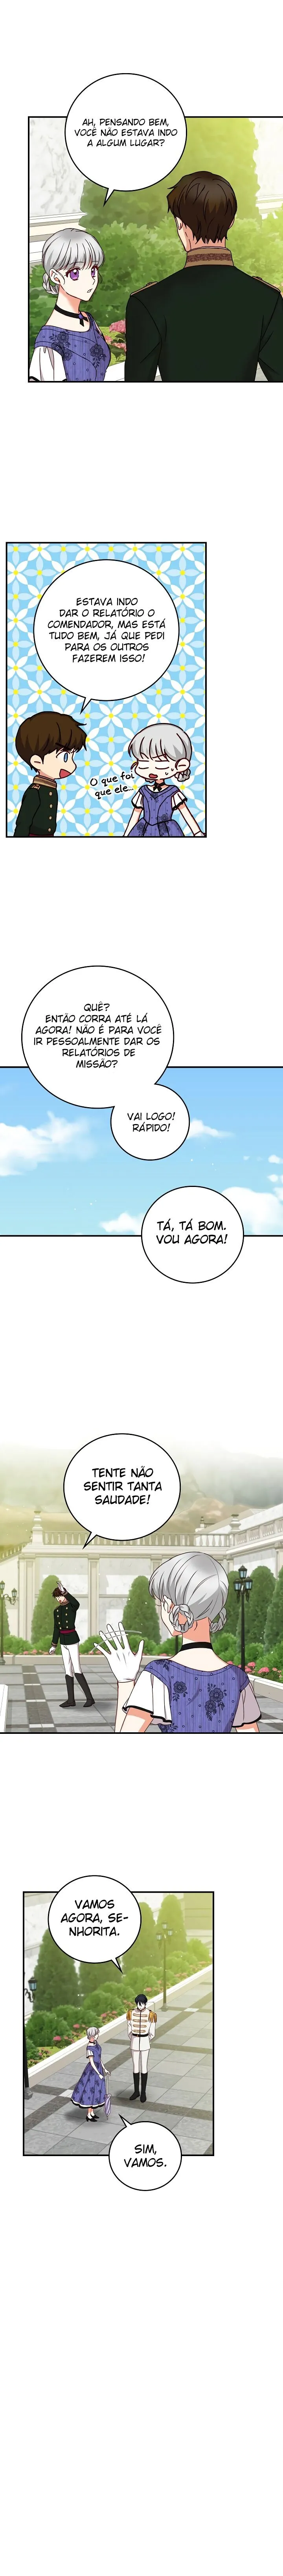 AH, PENSANDO BEM,
VOCÊ NÃO ESTAVA INDO
A ALGUM LUGAR?
ESTAVA INDO
DAR O RELATÓRIO O
COMENDADOR, MAS ESTÁ
TUDO BEM, JÁ QUE PEDI
PARA OS OUTROS
FAZEREM ISSO!
O que foi
que ele...
QUÊ?
ENTÃO CORRA ATÉ LÁ
AGORA! NÃO É PARA VOCÊ
IR PESSOALMENTE DAR OS
RELATÓRIOS DE
MISSÃO?
VAI LOGO!
RÁPIDO!
TÁ, TÁ BOM.
VOU AGORA!
TENTE NÃO
SENTIR TANTA
SAUDADE!
VAMOS
AGORA, SE-
NHORITA.
SIM,
VAMOS.